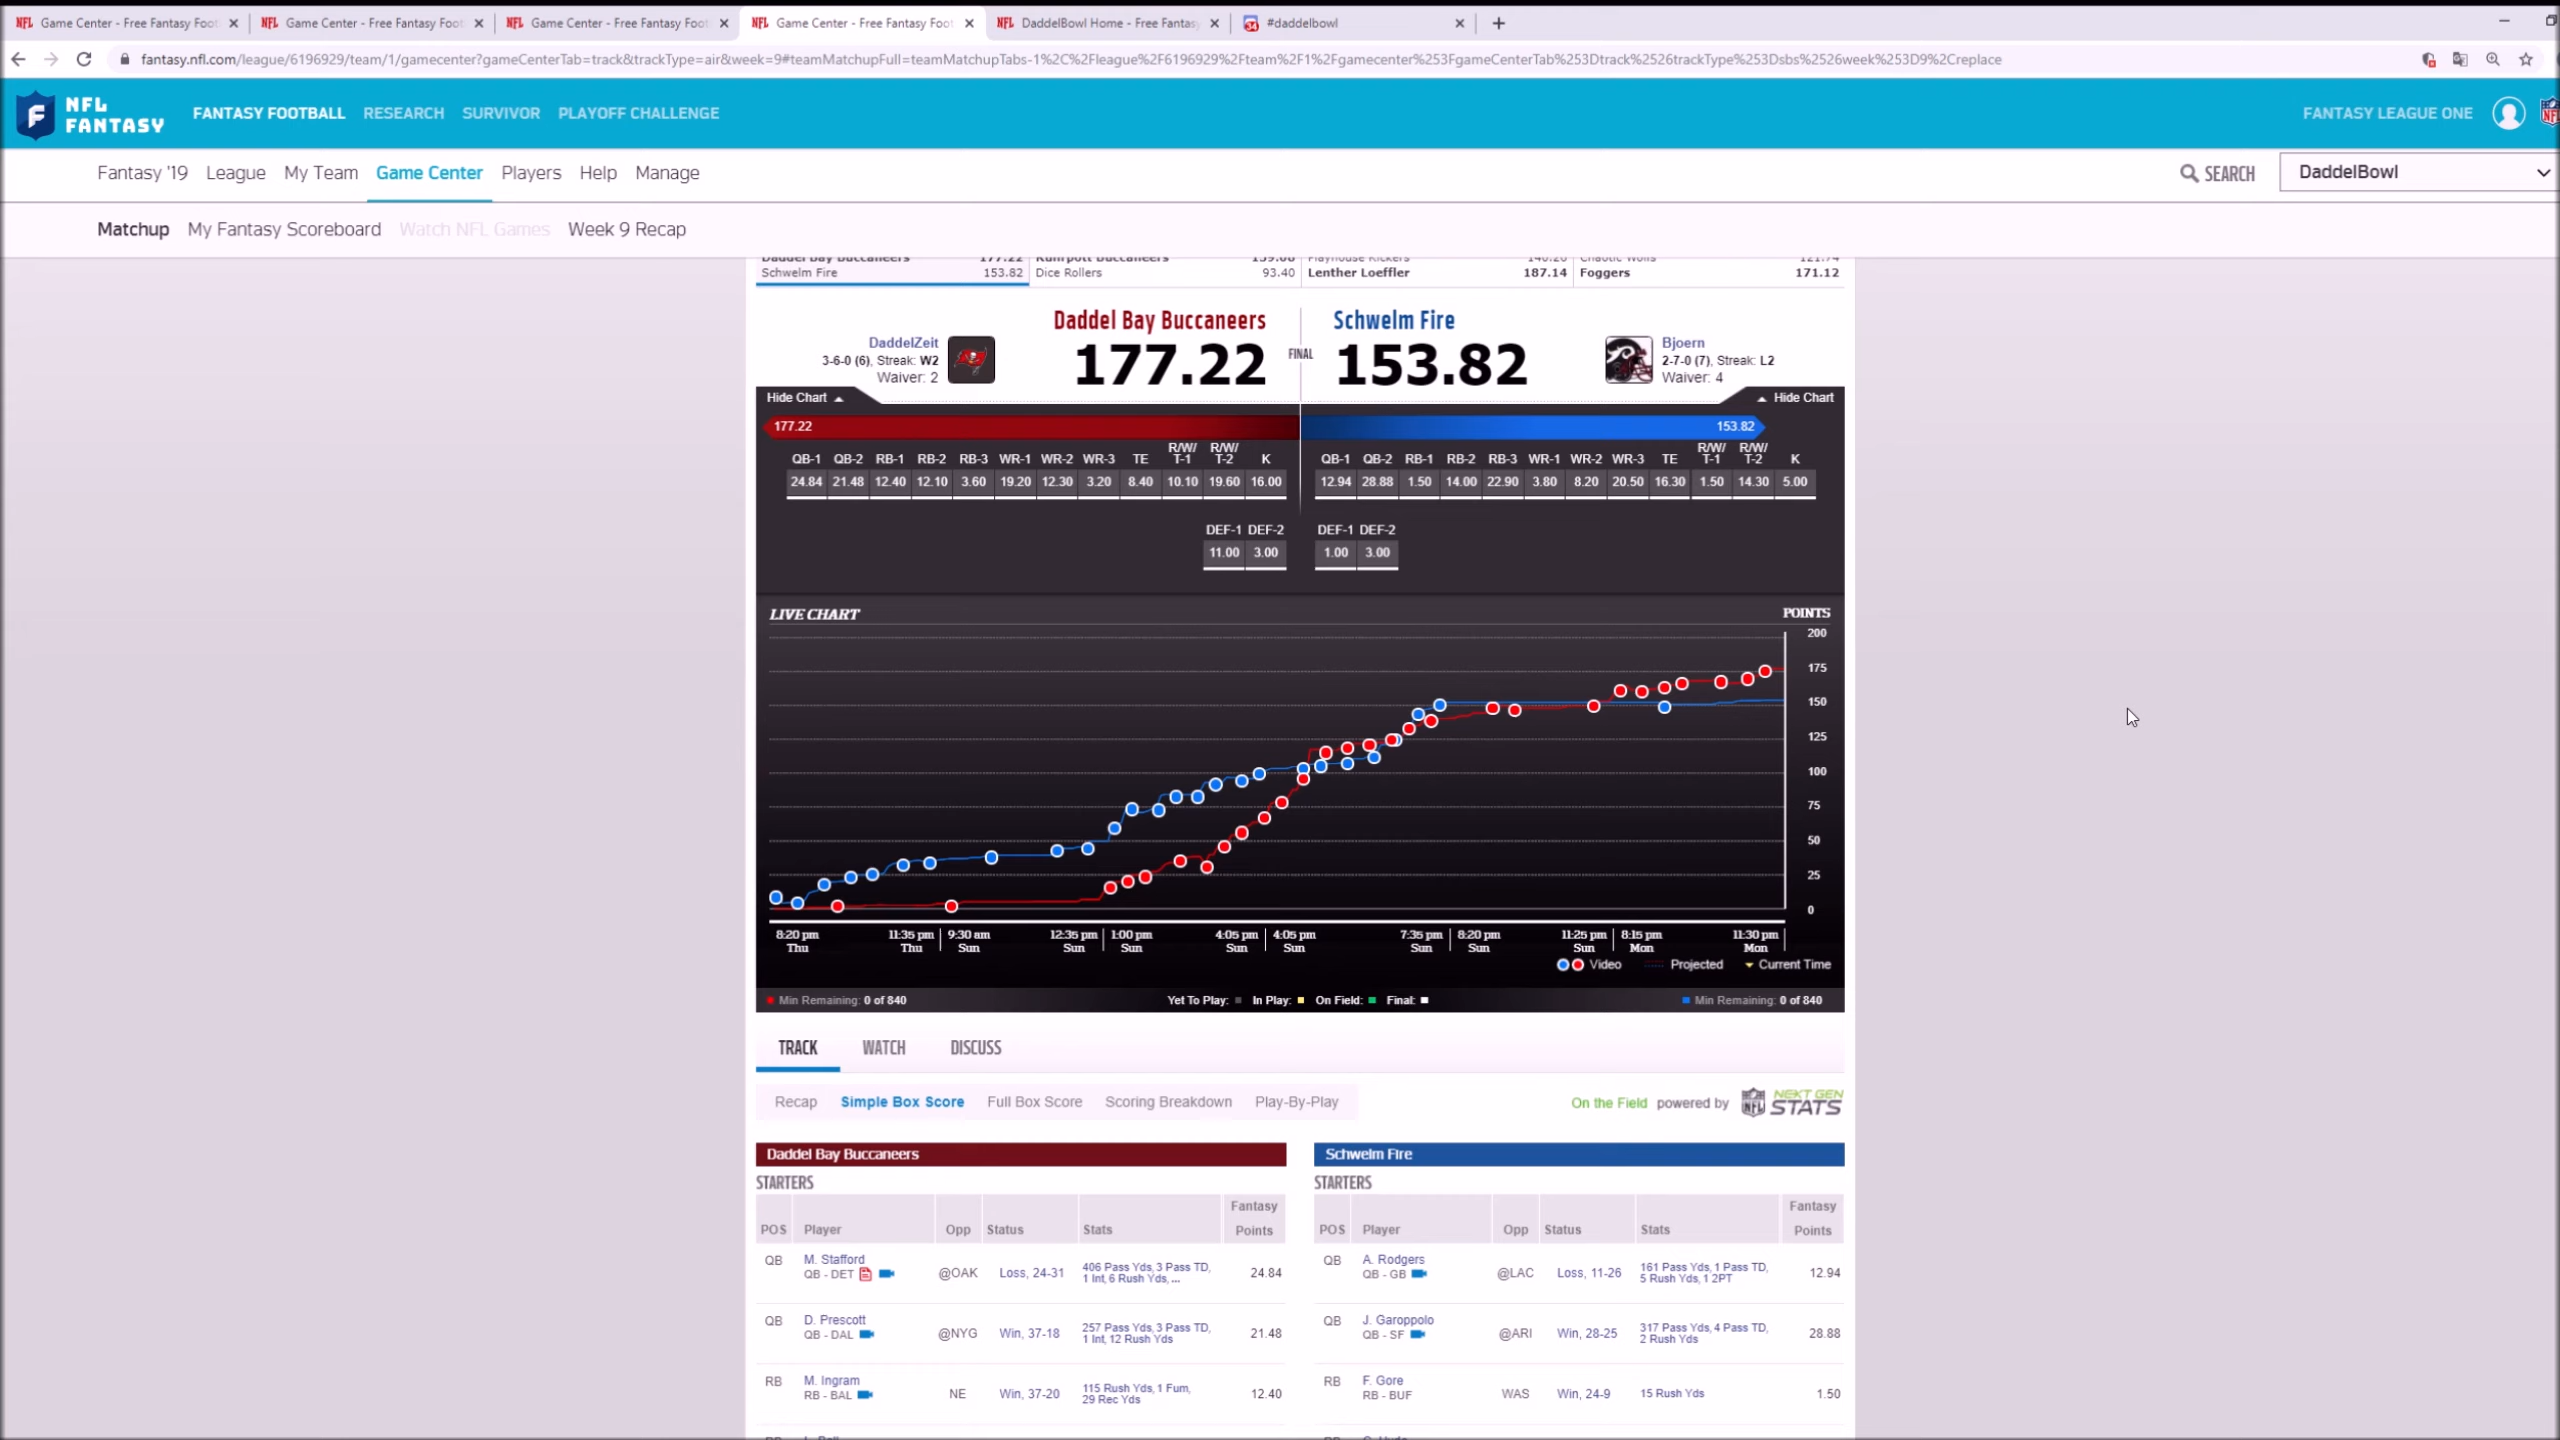 Game Center - Free Fantasy Foot
Game Center - Free Fantasy Foot
Game Center - Free Fantasy Foot
Game Center - Free Fantasy Foot
DaddelBowl Home - Free Fantasy
#daddelbowl
fantasy.nfl.com/league/6196929/team/1/gamecenter?gameCenterTab=track&trackType=air&week=9#teamMatchupFull=teamMatchupTabs-1%2C%2Fleague%2F6196929%2Fteam%2F1%2Fgamecenter%253FgameCenterTab%253Dtrack%2526trackType%253Dsbs%2526week%253D9%2Creplace
NFL FANTASY
FANTASY FOOTBALL RESEARCH SURVIVOR PLAYOFF CHALLENGE FANTASY LEAGUE ONE
Fantasy '19 League My Team Game Center Players Help Manage SEARCH DaddelBowl
Matchup My Fantasy Scoreboard Watch NFL Games Week 9 Recap
Daddel Bay Buccaneers 177.22 Ruhrpott Buccaneers Playhouse Kickers Chaotic Wolfs
Schwelm Fire 153.82 Dice Rollers 93.40 Lenther Loeffler 187.14 Foggers 171.12
Daddel Bay Buccaneers Schwelm Fire
DaddelZeit
3-6-0 (6), Streak: W2
Waiver: 2
177.22 FINAL 153.82
Bjoern
2-7-0 (7), Streak: L2
Waiver: 4
Hide Chart Hide Chart
177.22 153.82
QB-1 QB-2 RB-1 RB-2 RB-3 WR-1 WR-2 WR-3 TE R/W/T-1 R/W/T-2 K QB-1 QB-2 RB-1 RB-2 RB-3 WR-1 WR-2 WR-3 TE R/W/T-1 R/W/T-2 K
24.84 21.48 12.40 12.10 3.60 19.20 12.30 3.20 8.40 10.10 19.60 16.00 12.94 28.88 1.50 14.00 22.90 3.80 8.20 20.50 16.30 1.50 14.30 5.00
DEF-1 DEF-2 DEF-1 DEF-2
11.00 3.00 1.00 3.00
LIVE CHART POINTS
200
175
150
125
100
75
50
25
0
8:20 pm 11:35 pm 9:30 am 12:35 pm 1:00 pm 4:05 pm 4:05 pm 7:35 pm 8:20 pm 11:25 pm 8:15 pm 11:30 pm
Thu Thu Sun Sun Sun Sun Sun Sun Sun Sun Mon Mon
Video Projected Current Time
Min Remaining: 0 of 840 Yet To Play: In Play: On Field: Final: Min Remaining: 0 of 840
TRACK WATCH DISCUSS
Recap Simple Box Score Full Box Score Scoring Breakdown Play-By-Play On the Field powered by NFL NEXT GEN STATS
Daddel Bay Buccaneers Schwelm Fire
STARTERS STARTERS
POS Player Opp Status Stats Fantasy Points POS Player Opp Status Stats Fantasy Points
QB M. Stafford QB - DET @OAK Loss, 24-31 406 Pass Yds, 3 Pass TD, 1 Int, 6 Rush Yds, ... 24.84 QB A. Rodgers QB - GB @LAC Loss, 11-26 161 Pass Yds, 1 Pass TD, 5 Rush Yds, 1 2PT 12.94
QB D. Prescott QB - DAL @NYG Win, 37-18 257 Pass Yds, 3 Pass TD, 1 Int, 12 Rush Yds 21.48 QB J. Garoppolo QB - SF @ARI Win, 28-25 317 Pass Yds, 4 Pass TD, 2 Rush Yds 28.88
RB M. Ingram RB - BAL NE Win, 37-20 115 Rush Yds, 1 Fum, 29 Rec Yds 12.40 RB F. Gore RB - BUF WAS Win, 24-9 15 Rush Yds 1.50